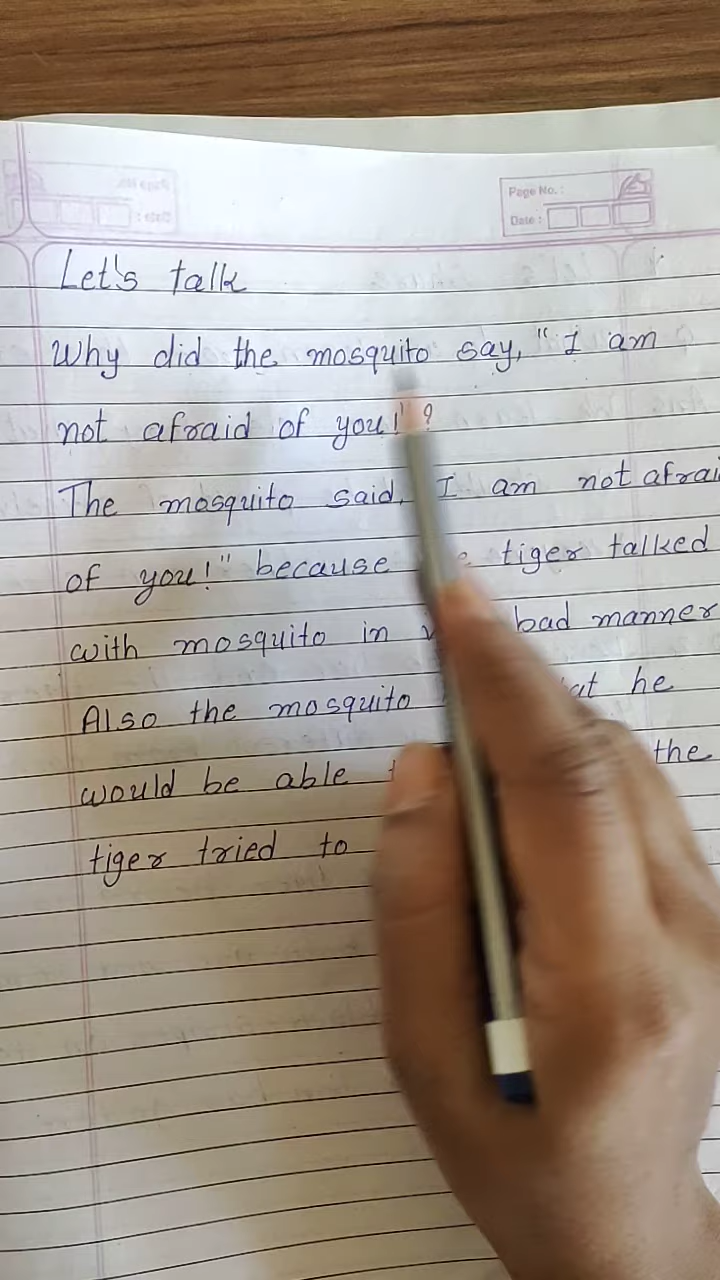 Page No. :
Date :
Let's talk
Why did the mosquito say, "I am
not afraid of you!"?
The mosquito said, I am not afrai
of you!" because tiger talked
with mosquito in bad manner
Also the mosquito he
would be able the
tiger tried to